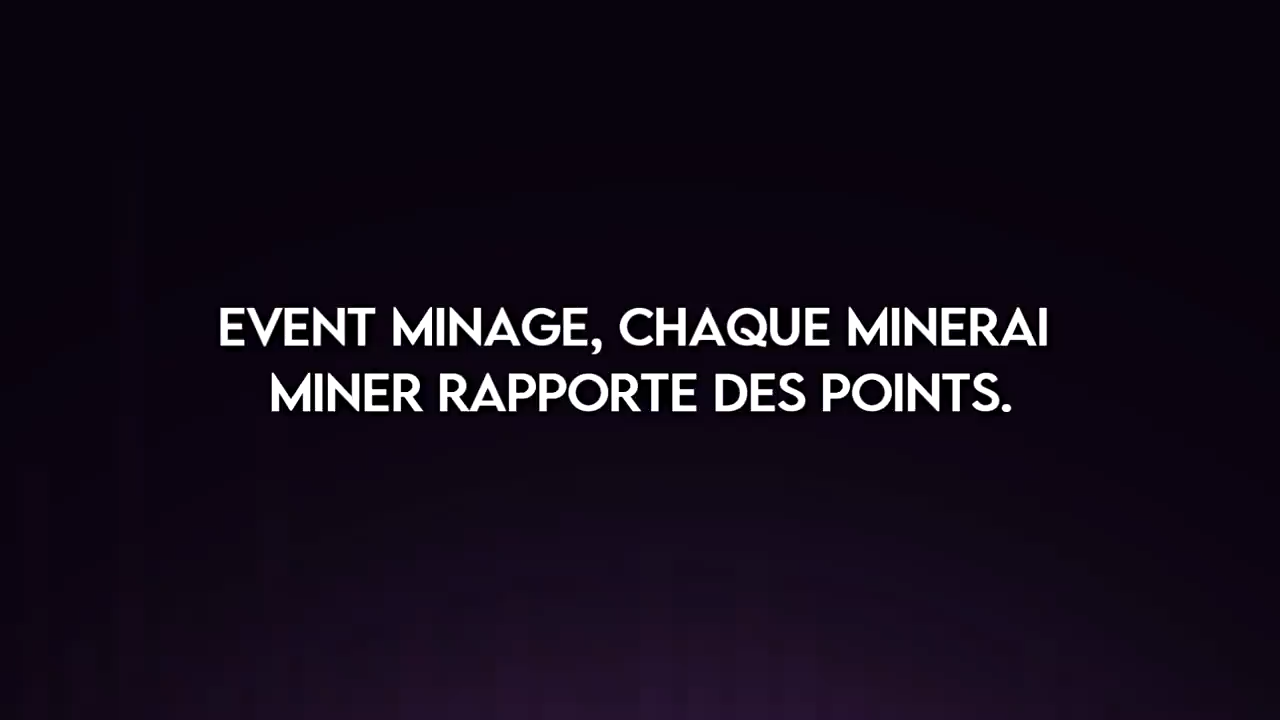 EVENT MINAGE, CHAQUE MINERAI
MINER RAPPORTE DES POINTS.